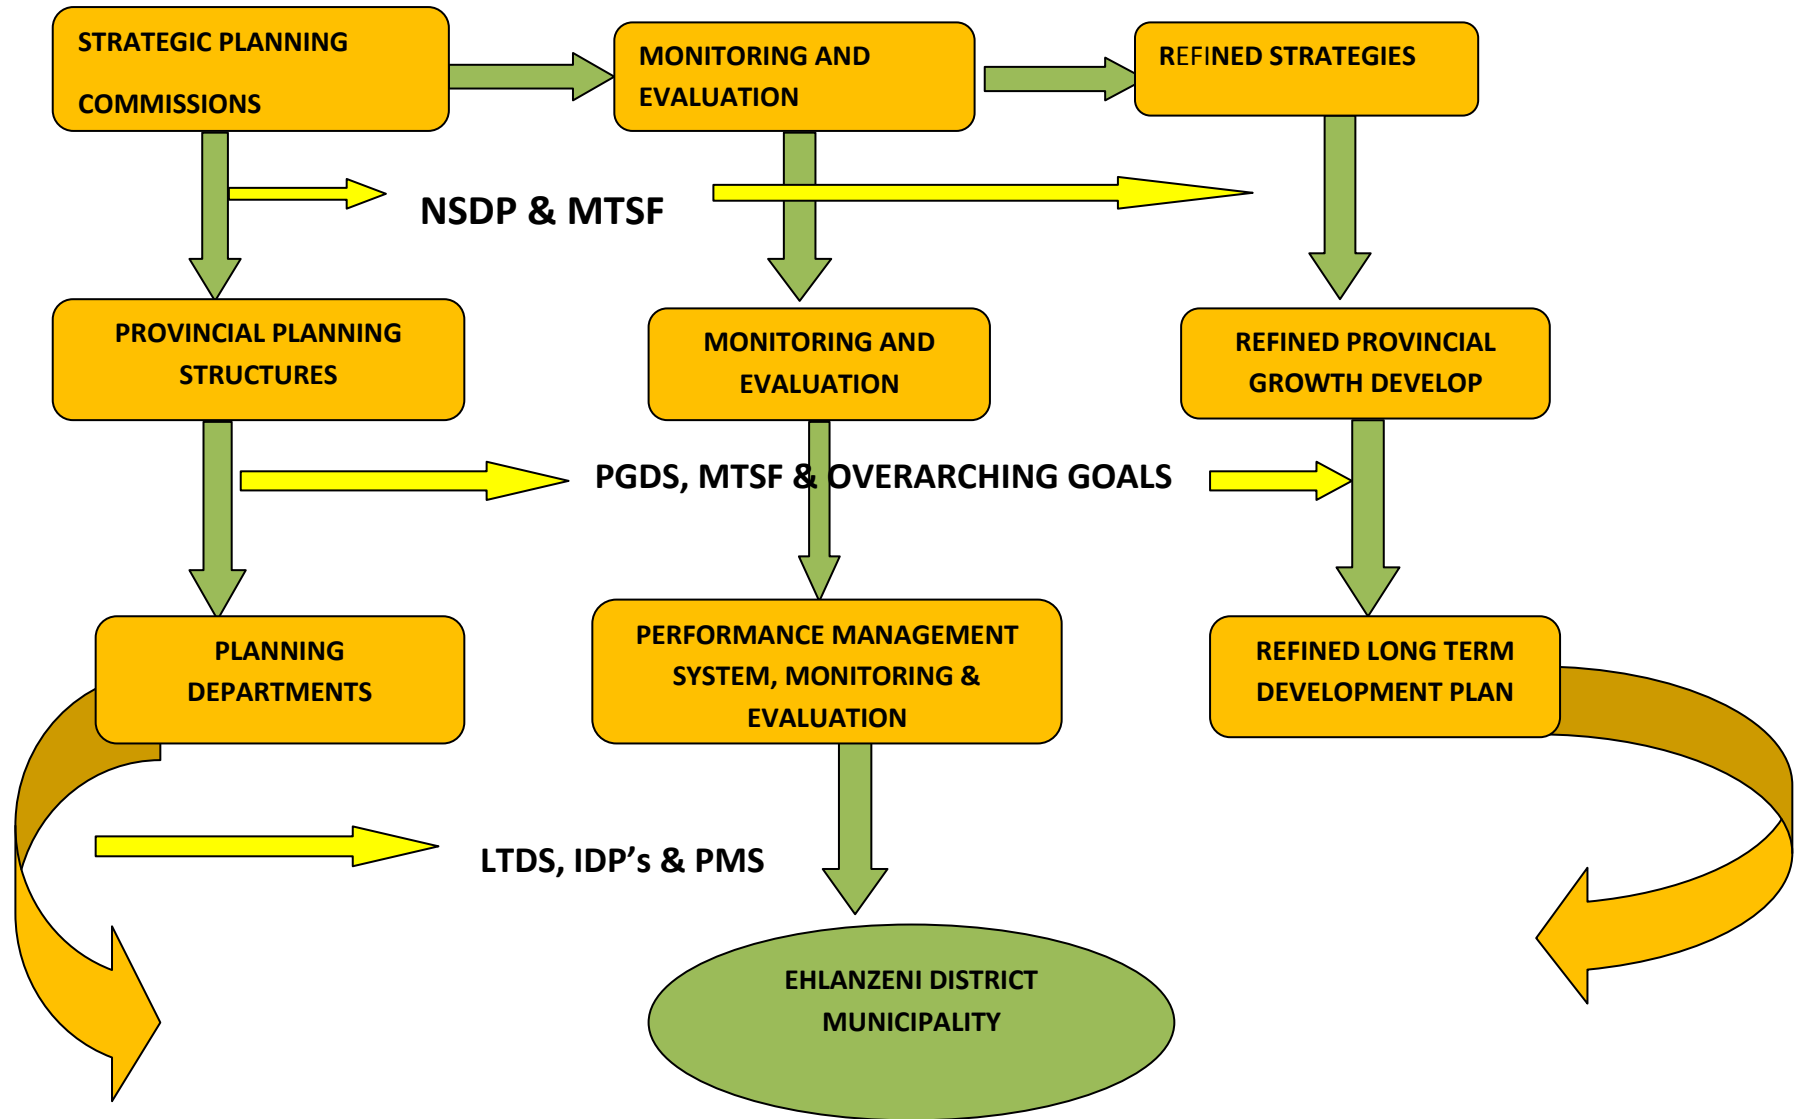 STRATEGIC PLANNING
COMMISSIONS
MONITORING AND
EVALUATION
REFINED STRATEGIES
NSDP & MTSF
PROVINCIAL PLANNING
STRUCTURES
MONITORING AND
EVALUATION
REFINED PROVINCIAL
GROWTH DEVELOP
PGDS, MTSF & OVERARCHING GOALS
PLANNING
DEPARTMENTS
PERFORMANCE MANAGEMENT
SYSTEM, MONITORING &
EVALUATION
REFINED LONG TERM
DEVELOPMENT PLAN
LTDS, IDP’s & PMS
EHLANZENI DISTRICT
MUNICIPALITY